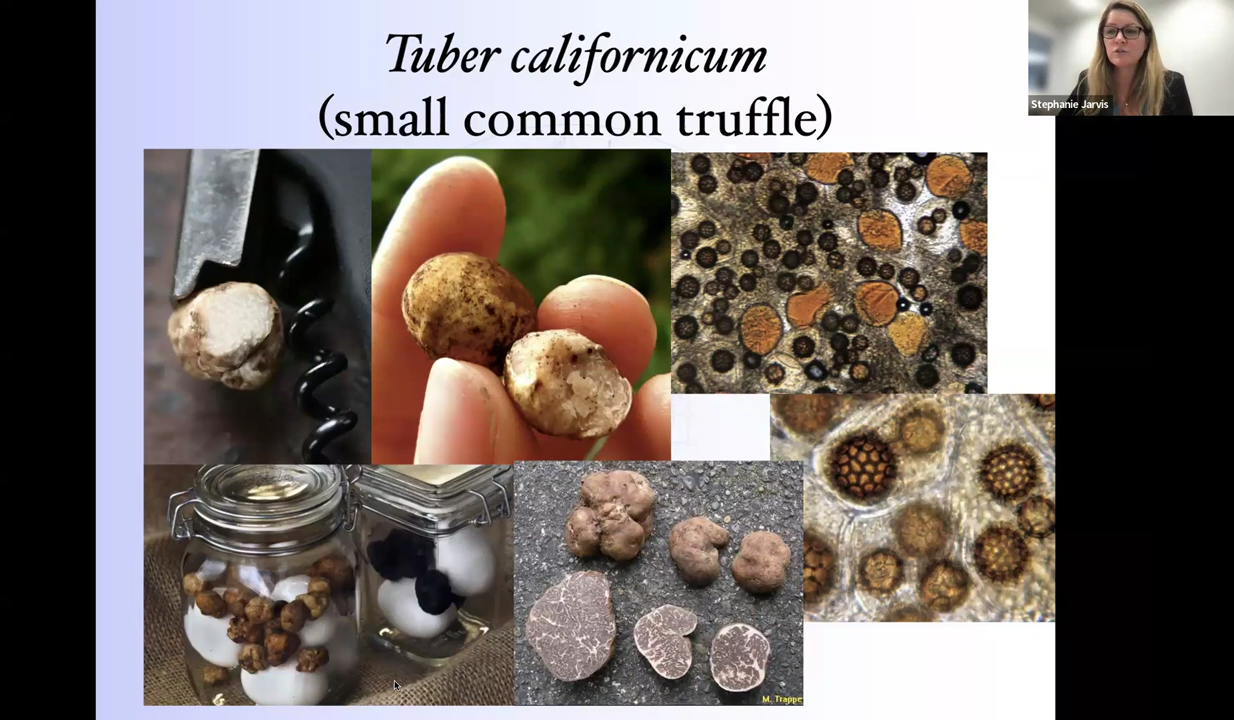 Tuber californicum
(small common truffle)
Stephanie Jarvis
M. Trappe